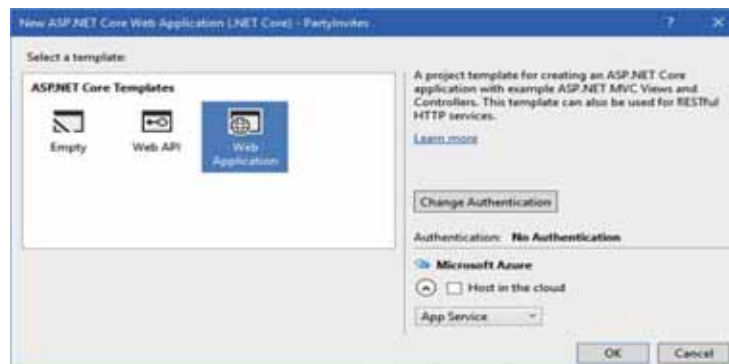 New ASP.NET Core Web Application (.NET Core) - PartyInvites
Select a template:
ASP.NET Core Templates
Empty
Web API
Web
Application
A project template for creating an ASP.NET Core
application with example ASP.NET MVC Views and
Controllers. This template can also be used for RESTful
HTTP services.
Learn more
Change Authentication
Authentication: No Authentication
Microsoft Azure
Host in the cloud
App Service
OK
Cancel